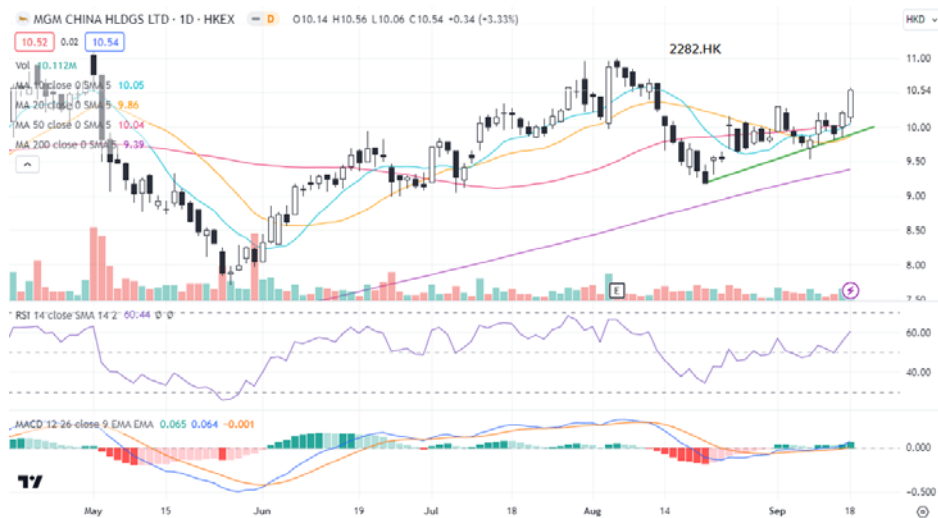 MGM CHINA HLDGS LTD · 1D · HKEX D O10.14 H10.56 L10.06 C10.54 +0.34 (+3.33%)
HKD
10.52 0.02 10.54
2282.HK
Vol 10.112M
MA 10 close 0 SMA 5 10.05
MA 20 close 0 SMA 5 9.86
MA 50 close 0 SMA 5 10.04
MA 200 close 0 SMA 5 9.39
11.00
10.54
10.00
9.50
9.00
8.50
8.00
7.50
E
RSI 14 close SMA 14 2 60.44 Ø Ø
60.00
40.00
MACD 12 26 close 9 EMA EMA 0.065 0.064 -0.001
0.000
-0.500
May 15 Jun 19 Jul 18 Aug 14 Sep 18